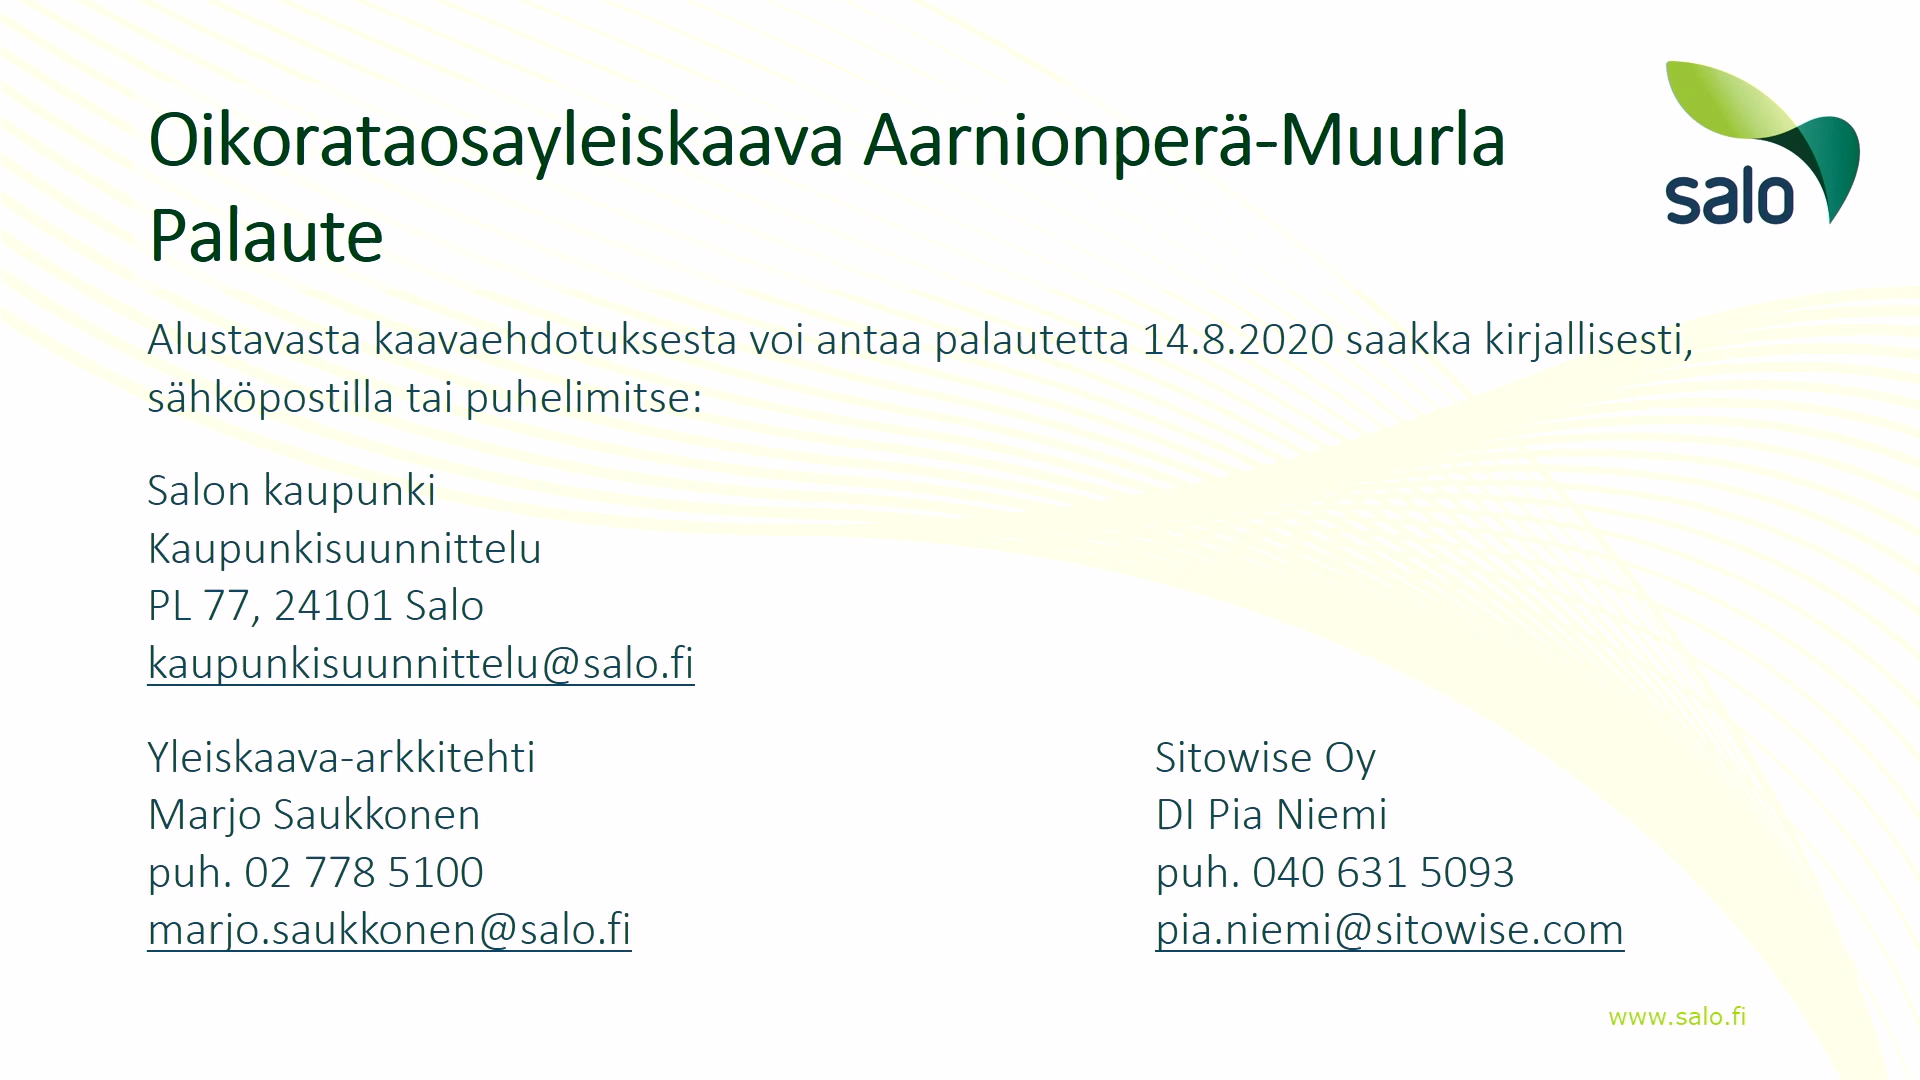 Oikorataosayleiskaava Aarnionperä-Muurla
Palaute
salo
Alustavasta kaavaehdotuksesta voi antaa palautetta 14.8.2020 saakka kirjallisesti,
sähköpostilla tai puhelimitse:
Salon kaupunki
Kaupunkisuunnittelu
PL 77, 24101 Salo
kaupunkisuunnittelu@salo.fi
Yleiskaava-arkkitehti
Marjo Saukkonen
puh. 02 778 5100
marjo.saukkonen@salo.fi
Sitowise Oy
DI Pia Niemi
puh. 040 631 5093
pia.niemi@sitowise.com
www.salo.fi